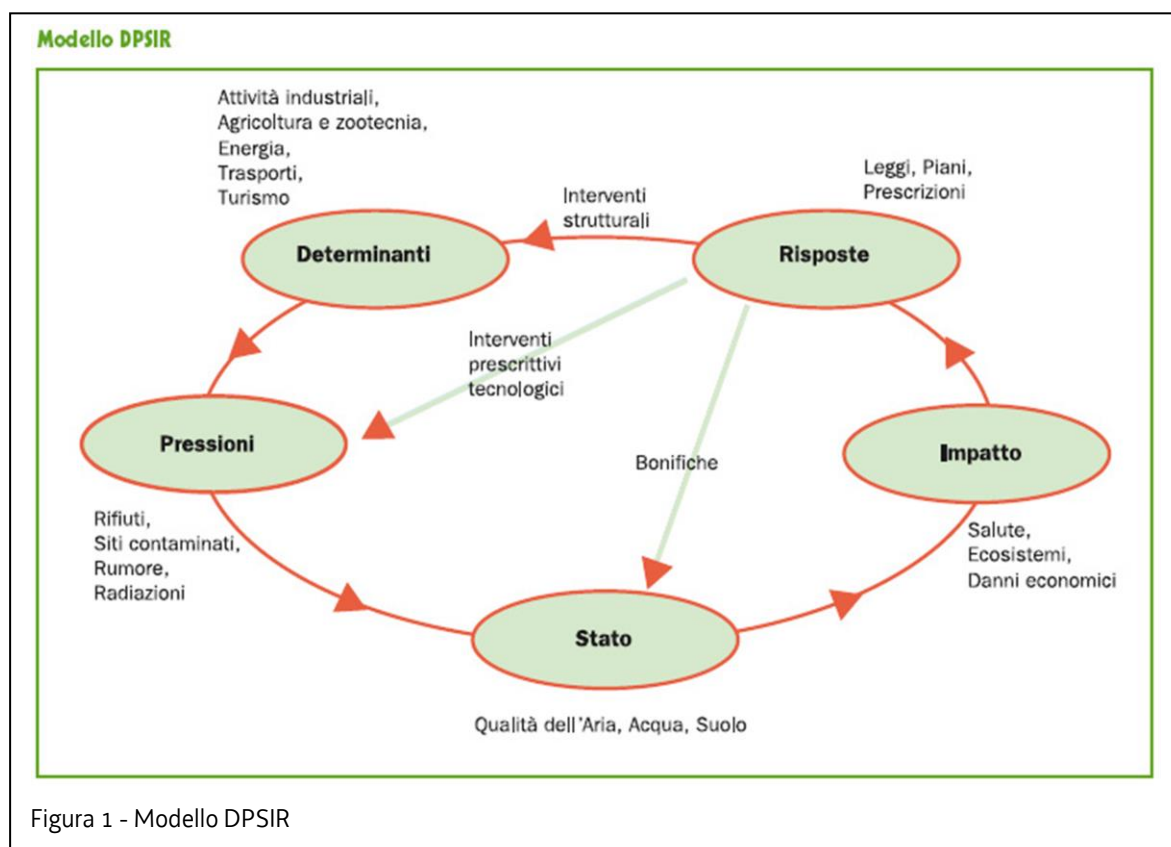 Modello DPSIR
Attività industriali,
Agricoltura e zootecnia,
Energia,
Trasporti,
Turismo
Leggi, Piani,
Prescrizioni
Interventi
strutturali
Determinanti
Risposte
Interventi
prescrittivi
tecnologici
Pressioni
Bonifiche
Impatto
Rifiuti,
Siti contaminati,
Rumore,
Radiazioni
Salute,
Ecosistemi,
Danni economici
Stato
Qualità dell'Aria, Acqua, Suolo
Figura 1 - Modello DPSIR